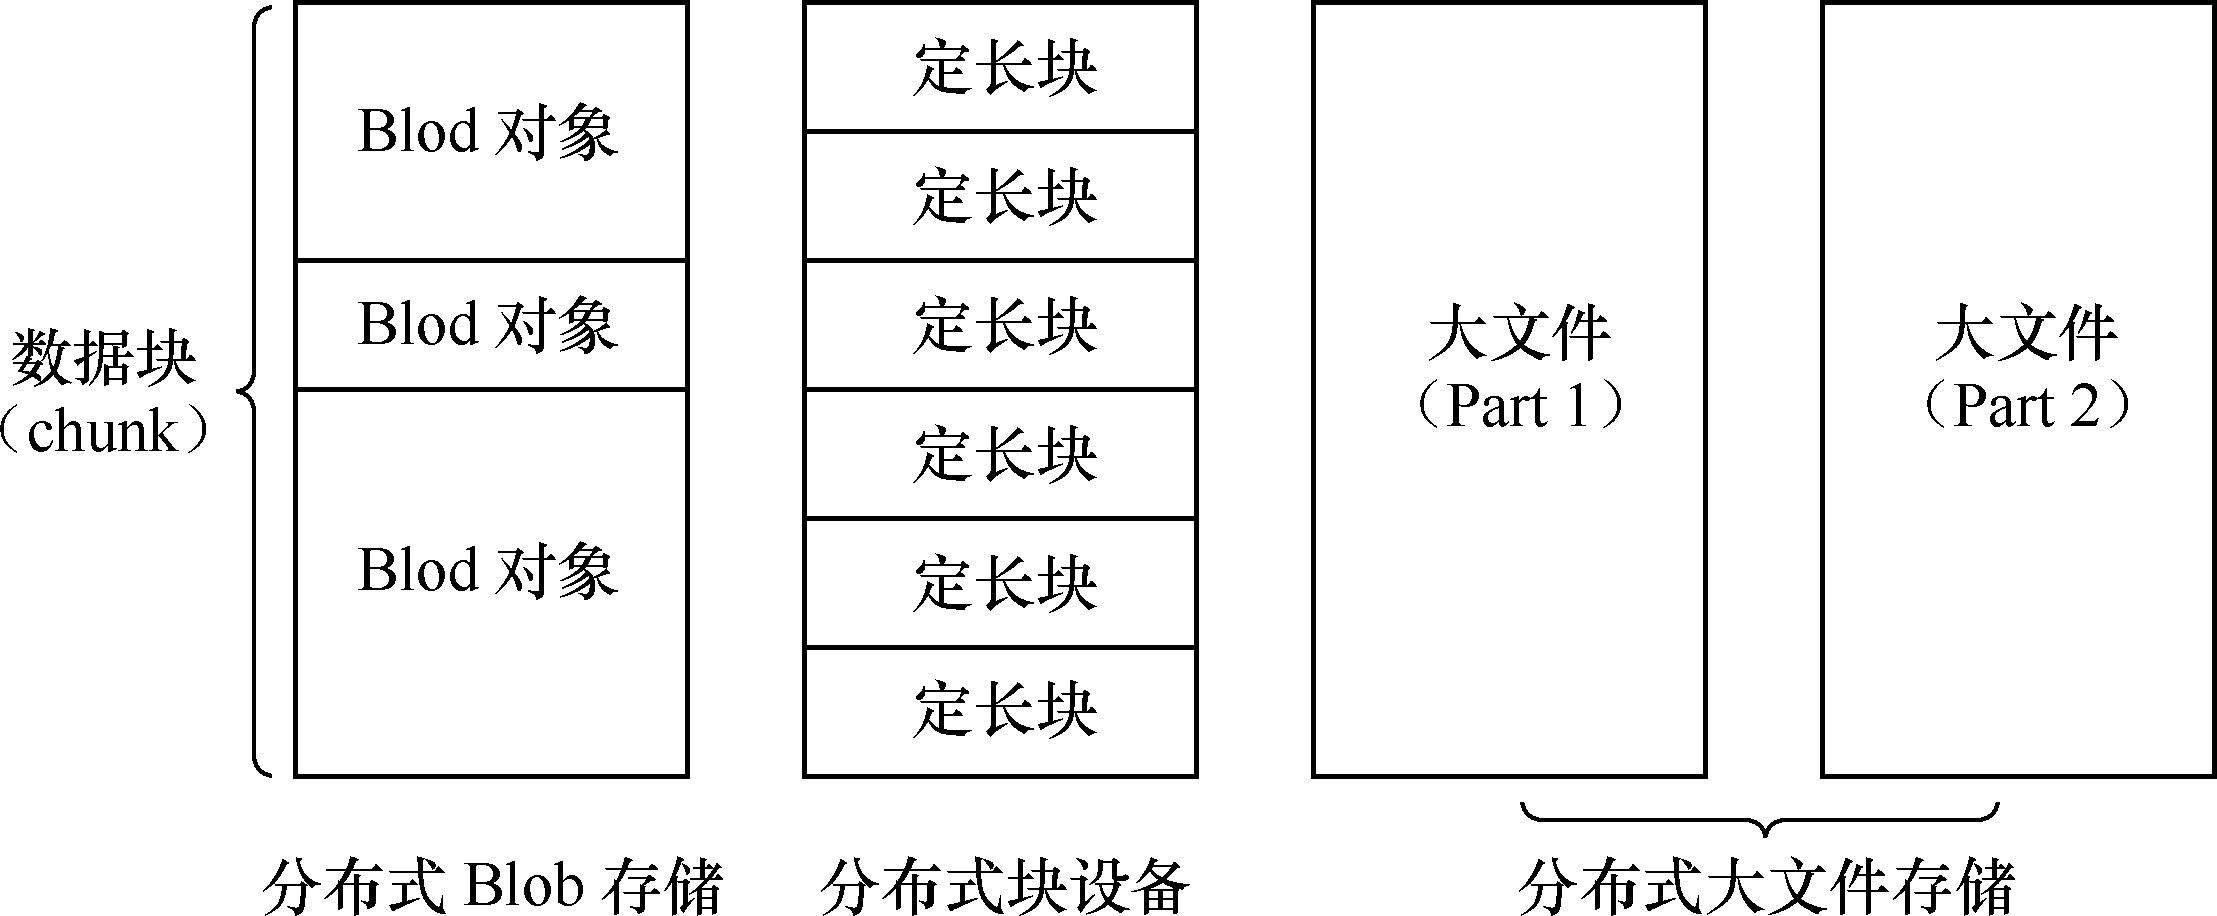 数据块
（chunk）
Blod 对象
Blod 对象
Blod 对象
分布式 Blob 存储
定长块
定长块
定长块
定长块
定长块
定长块
分布式块设备
大文件
（Part 1）
大文件
（Part 2）
分布式大文件存储